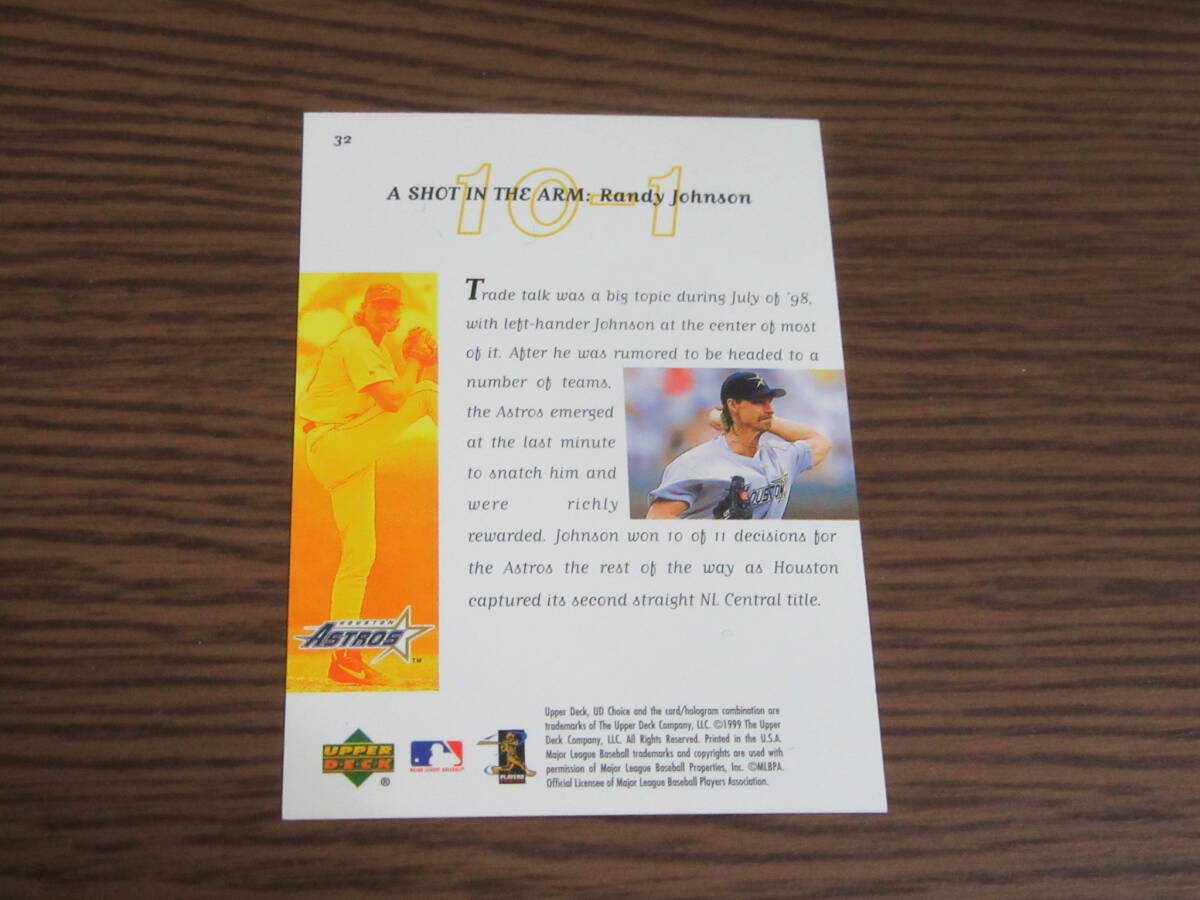 32
10-1
A SHOT IN THE ARM: Randy Johnson
Trade talk was a big topic during July of '98,
with left-hander Johnson at the center of most
of it. After he was rumored to be headed to a
number of teams,
the Astros emerged
at the last minute
to snatch him and
were richly
rewarded. Johnson won 10 of 11 decisions for
the Astros the rest of the way as Houston
captured its second straight NL Central title.
HOUSTON
HOUSTON
ASTROS
TM
Upper Deck, UD Choice and the card/hologram combination are
trademarks of The Upper Deck Company, LLC. ©1999 The Upper
Deck Company, LLC. All Rights Reserved. Printed in the U.S.A.
Major League Baseball trademarks and copyrights are used with
permission of Major League Baseball Properties, Inc. ©MLBPA.
Official Licensee of Major League Baseball Players Association.
UPPER
DECK
®
MAJOR LEAGUE BASEBALL
PLAYERS